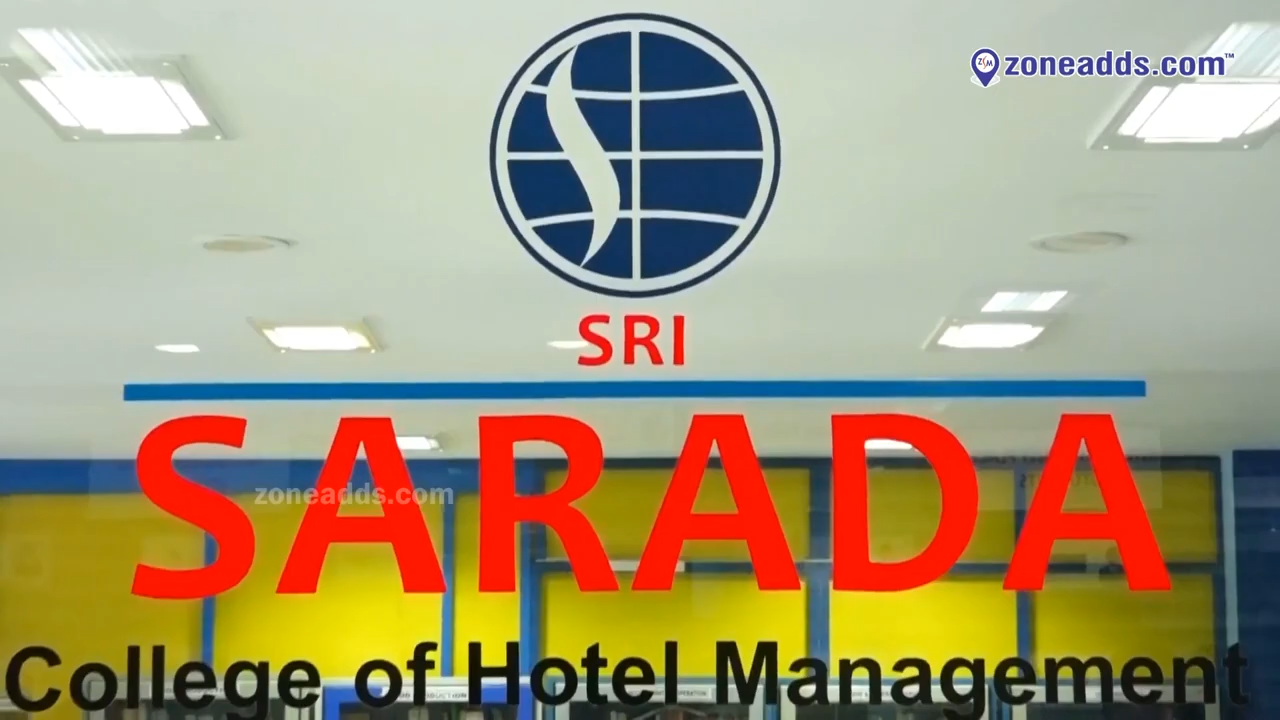 zoneadds.com™
SRI
SARADA
zoneadds.com
College of Hotel Management